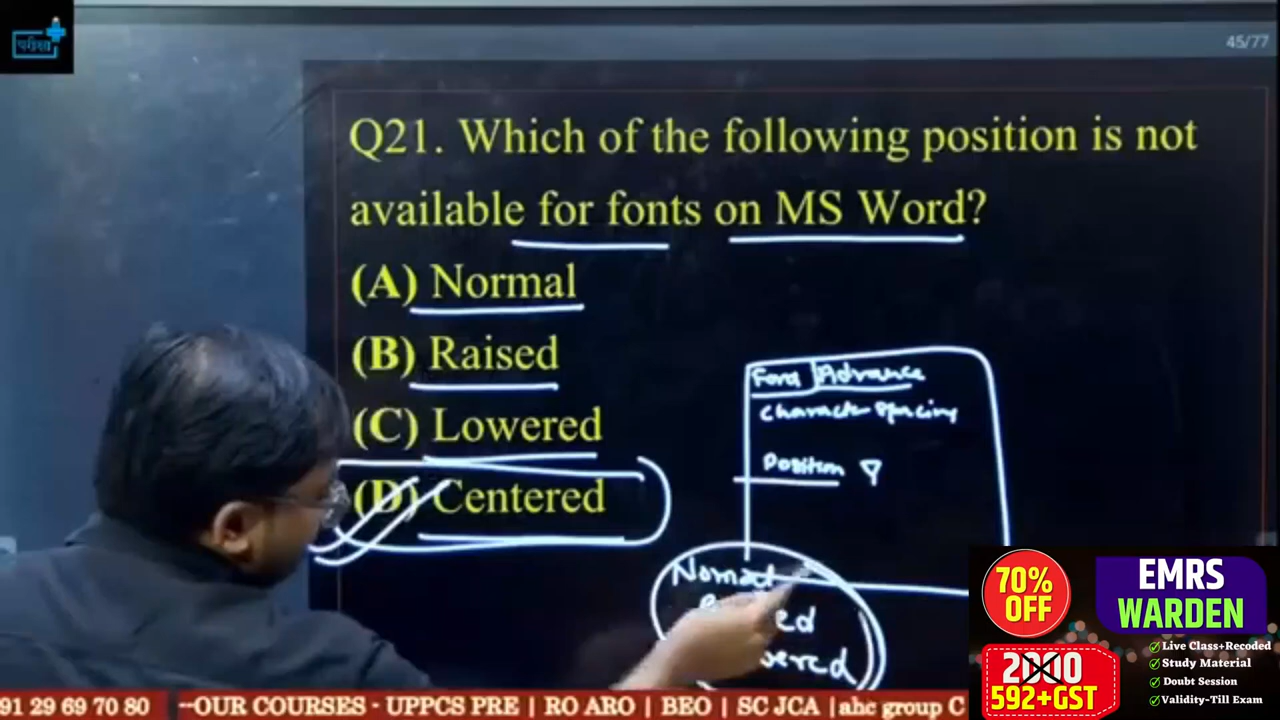 परीक्षा
45/77
Q21. Which of the following position is not
available for fonts on MS Word?
(A) Normal
(B) Raised
(C) Lowered
(D) Centered
Font Advance
Character Spacing
Position
Normal
ed
ered
70%
OFF
EMRS
WARDEN
2000
592+GST
Live Class+Recoded
Study Material
Doubt Session
Validity-Till Exam
91 29 69 70 80 --OUR COURSES - UPPCS PRE | RO ARO | BEO | SC JCA | ahc group C